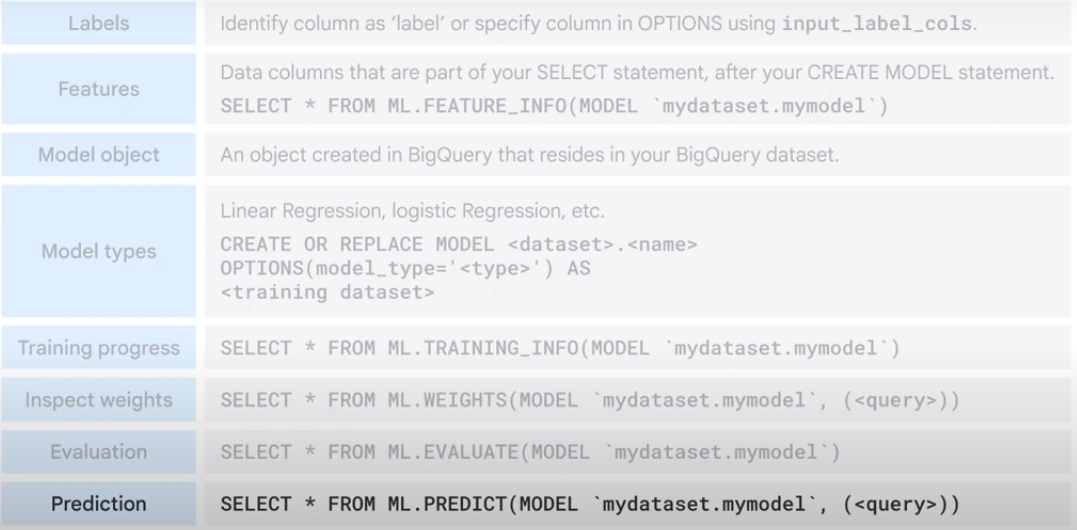 Labels
Identify column as ‘label’ or specify column in OPTIONS using input_label_cols.
Features
Data columns that are part of your SELECT statement, after your CREATE MODEL statement.
SELECT * FROM ML.FEATURE_INFO(MODEL `mydataset.mymodel`)
Model object
An object created in BigQuery that resides in your BigQuery dataset.
Model types
Linear Regression, logistic Regression, etc.
CREATE OR REPLACE MODEL <dataset>.<name>
OPTIONS(model_type='<type>') AS
<training dataset>
Training progress
SELECT * FROM ML.TRAINING_INFO(MODEL `mydataset.mymodel`)
Inspect weights
SELECT * FROM ML.WEIGHTS(MODEL `mydataset.mymodel`, (<query>))
Evaluation
SELECT * FROM ML.EVALUATE(MODEL `mydataset.mymodel`)
Prediction
SELECT * FROM ML.PREDICT(MODEL `mydataset.mymodel`, (<query>))